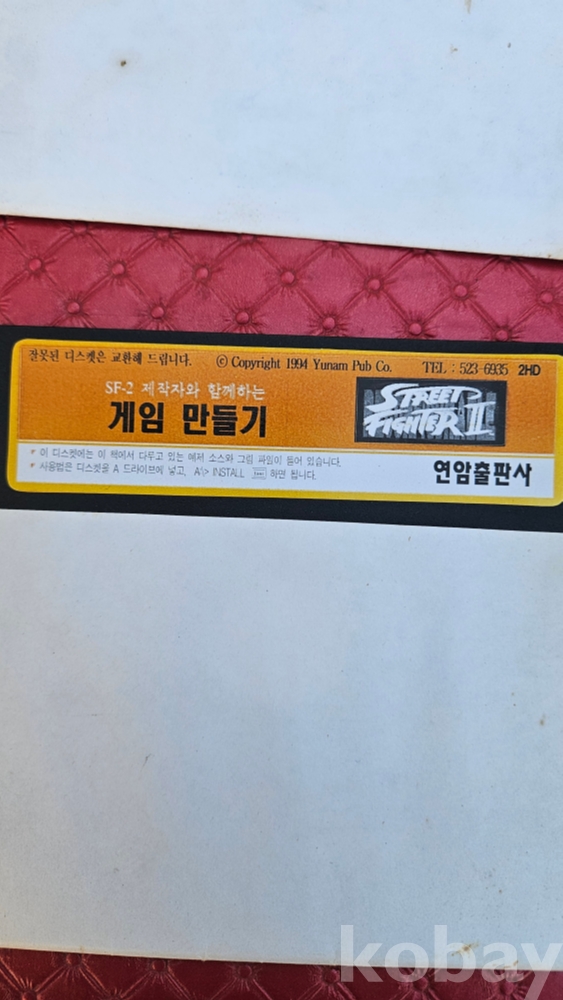 잘못된 디스켓은 교환해 드립니다. © Copyright 1994 Yunam Pub Co. TEL : 523-6935 2HD
SF-2 제작자와 함께하는
게임 만들기
STREET FIGHTER II
* 이 디스켓에는 이 책에서 다루고 있는 예저 소스와 그림 파일이 들어 있습니다.
* 사용법은 디스켓을 A 드라이브에 넣고, A:\> INSTALL 하면 됩니다.
연암출판사
kobay